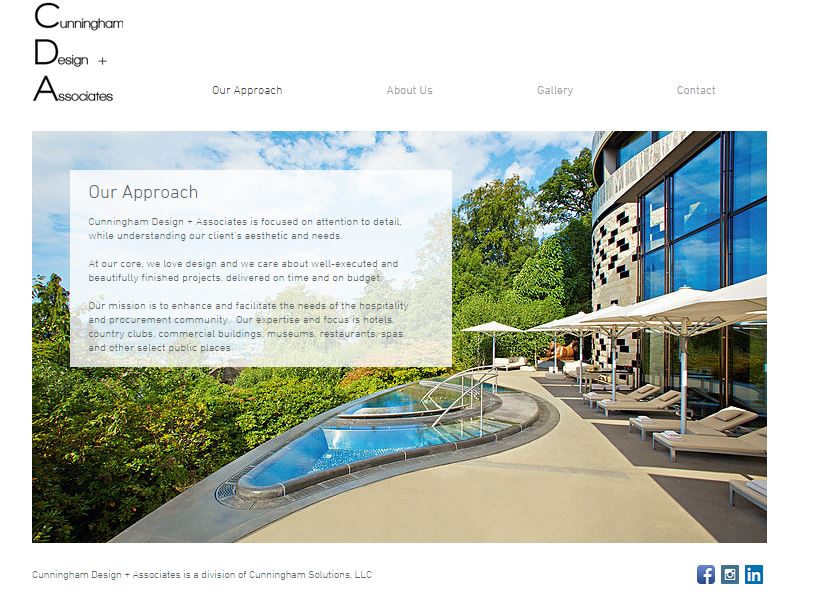 Cunningham
Design +
Associates
Our Approach About Us Gallery Contact
Our Approach
Cunningham Design + Associates is focused on attention to detail,
while understanding our client's aesthetic and needs.
At our core, we love design and we care about well-executed and
beautifully finished projects, delivered on time and on budget.
Our mission is to enhance and facilitate the needs of the hospitality
and procurement community. Our expertise and focus is hotels,
country clubs, commercial buildings, museums, restaurants, spas
and other select public places.
Cunningham Design + Associates is a division of Cunningham Solutions, LLC